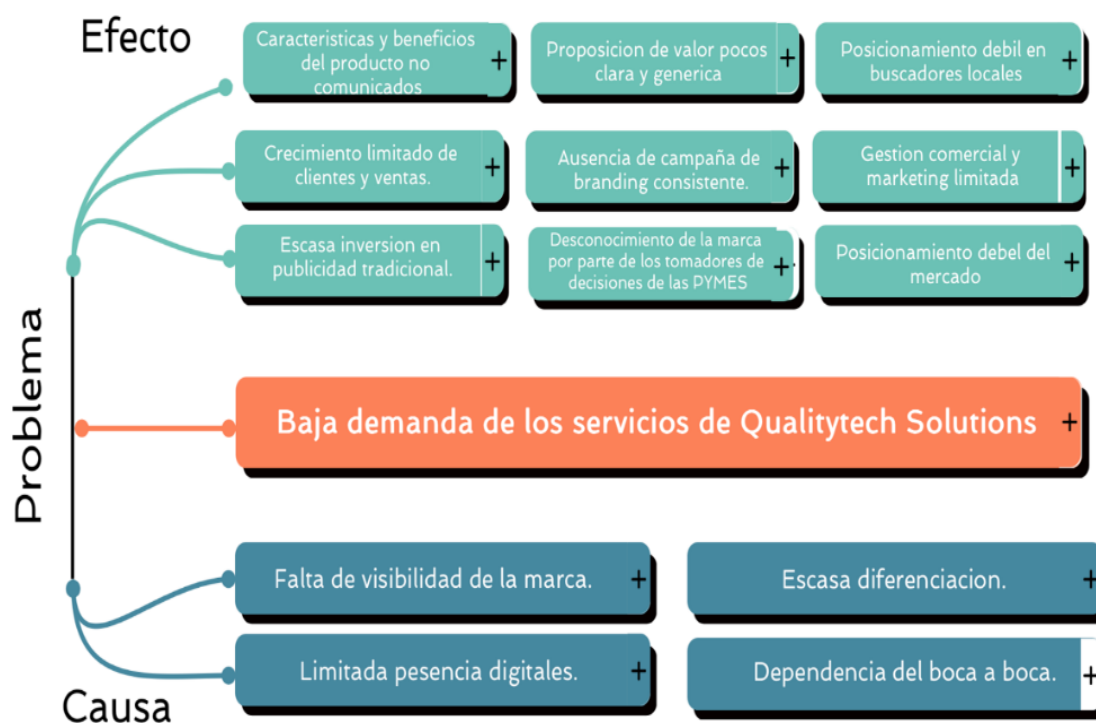 Efecto
Caracteristicas y beneficios
del producto no
comunicados
+
Proposicion de valor pocos
clara y generica
+
Posicionamiento debil en
buscadores locales
+
Crecimiento limitado de
clientes y ventas.
+
Ausencia de campaña de
branding consistente.
+
Gestion comercial y
marketing limitada
+
Escasa inversion en
publicidad tradicional.
+
Desconocimiento de la marca
por parte de los tomadores de
decisiones de las PYMES
+
Posicionamiento debel del
mercado
+
Problema
Baja demanda de los servicios de Qualitytech Solutions
+
Falta de visibilidad de la marca.
+
Escasa diferenciacion.
+
Limitada pesencia digitales.
+
Dependencia del boca a boca.
+
Causa